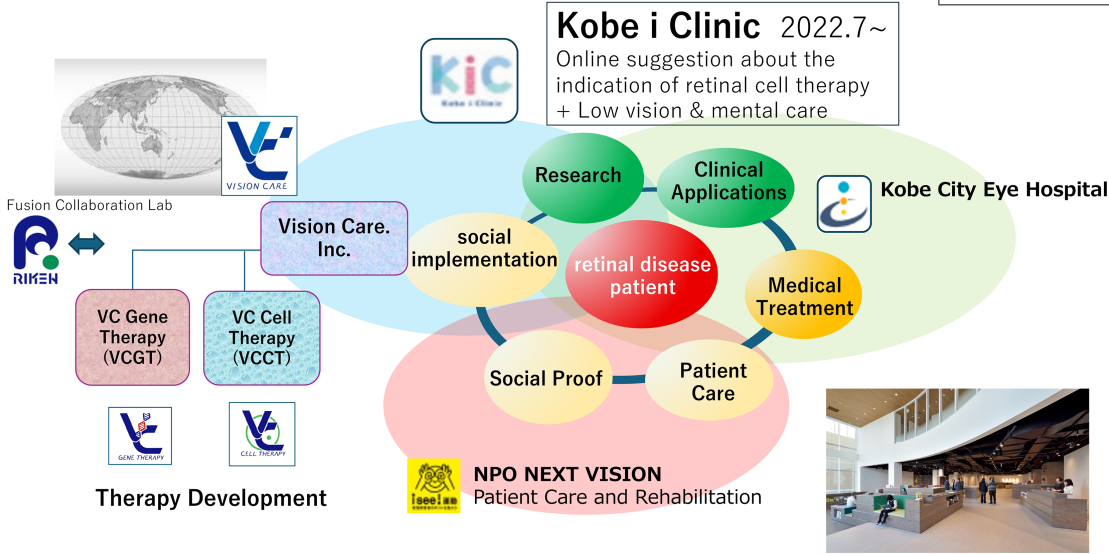 Kobe i Clinic 2022.7~
Online suggestion about the
indication of retinal cell therapy
+ Low vision & mental care
KiC
Kobe i Clinic
VISION CARE
Fusion Collaboration Lab
RIKEN
Vision Care.
Inc.
Research
Clinical
Applications
Kobe City Eye Hospital
social
implementation
retinal disease
patient
Medical
Treatment
VC Gene
Therapy
(VCGT)
VC Cell
Therapy
(VCCT)
Social Proof
Patient
Care
GENE THERAPY
CELL THERAPY
Therapy Development
isee!運動
NPO NEXT VISION
Patient Care and Rehabilitation